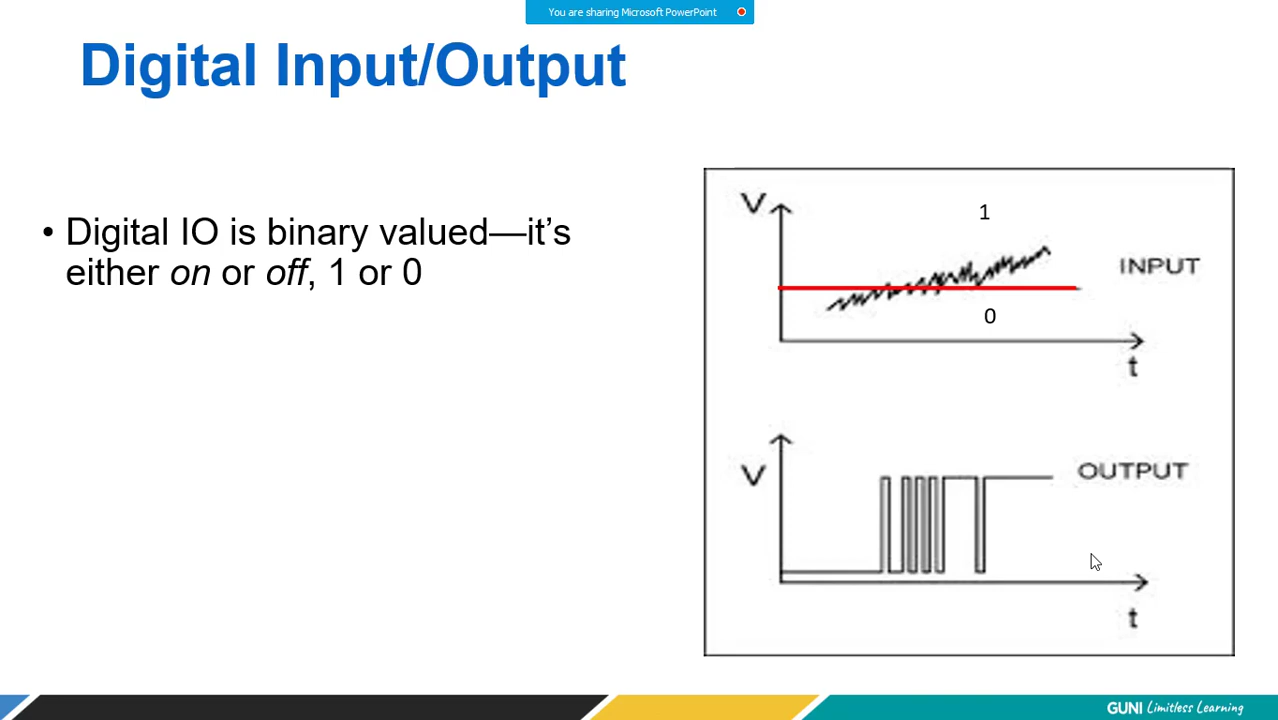 You are sharing Microsoft PowerPoint
Digital Input/Output
• Digital IO is binary valued—it’s
either on or off, 1 or 0
V
1
INPUT
0
t
V
OUTPUT
t
GUNI Limitless Learning